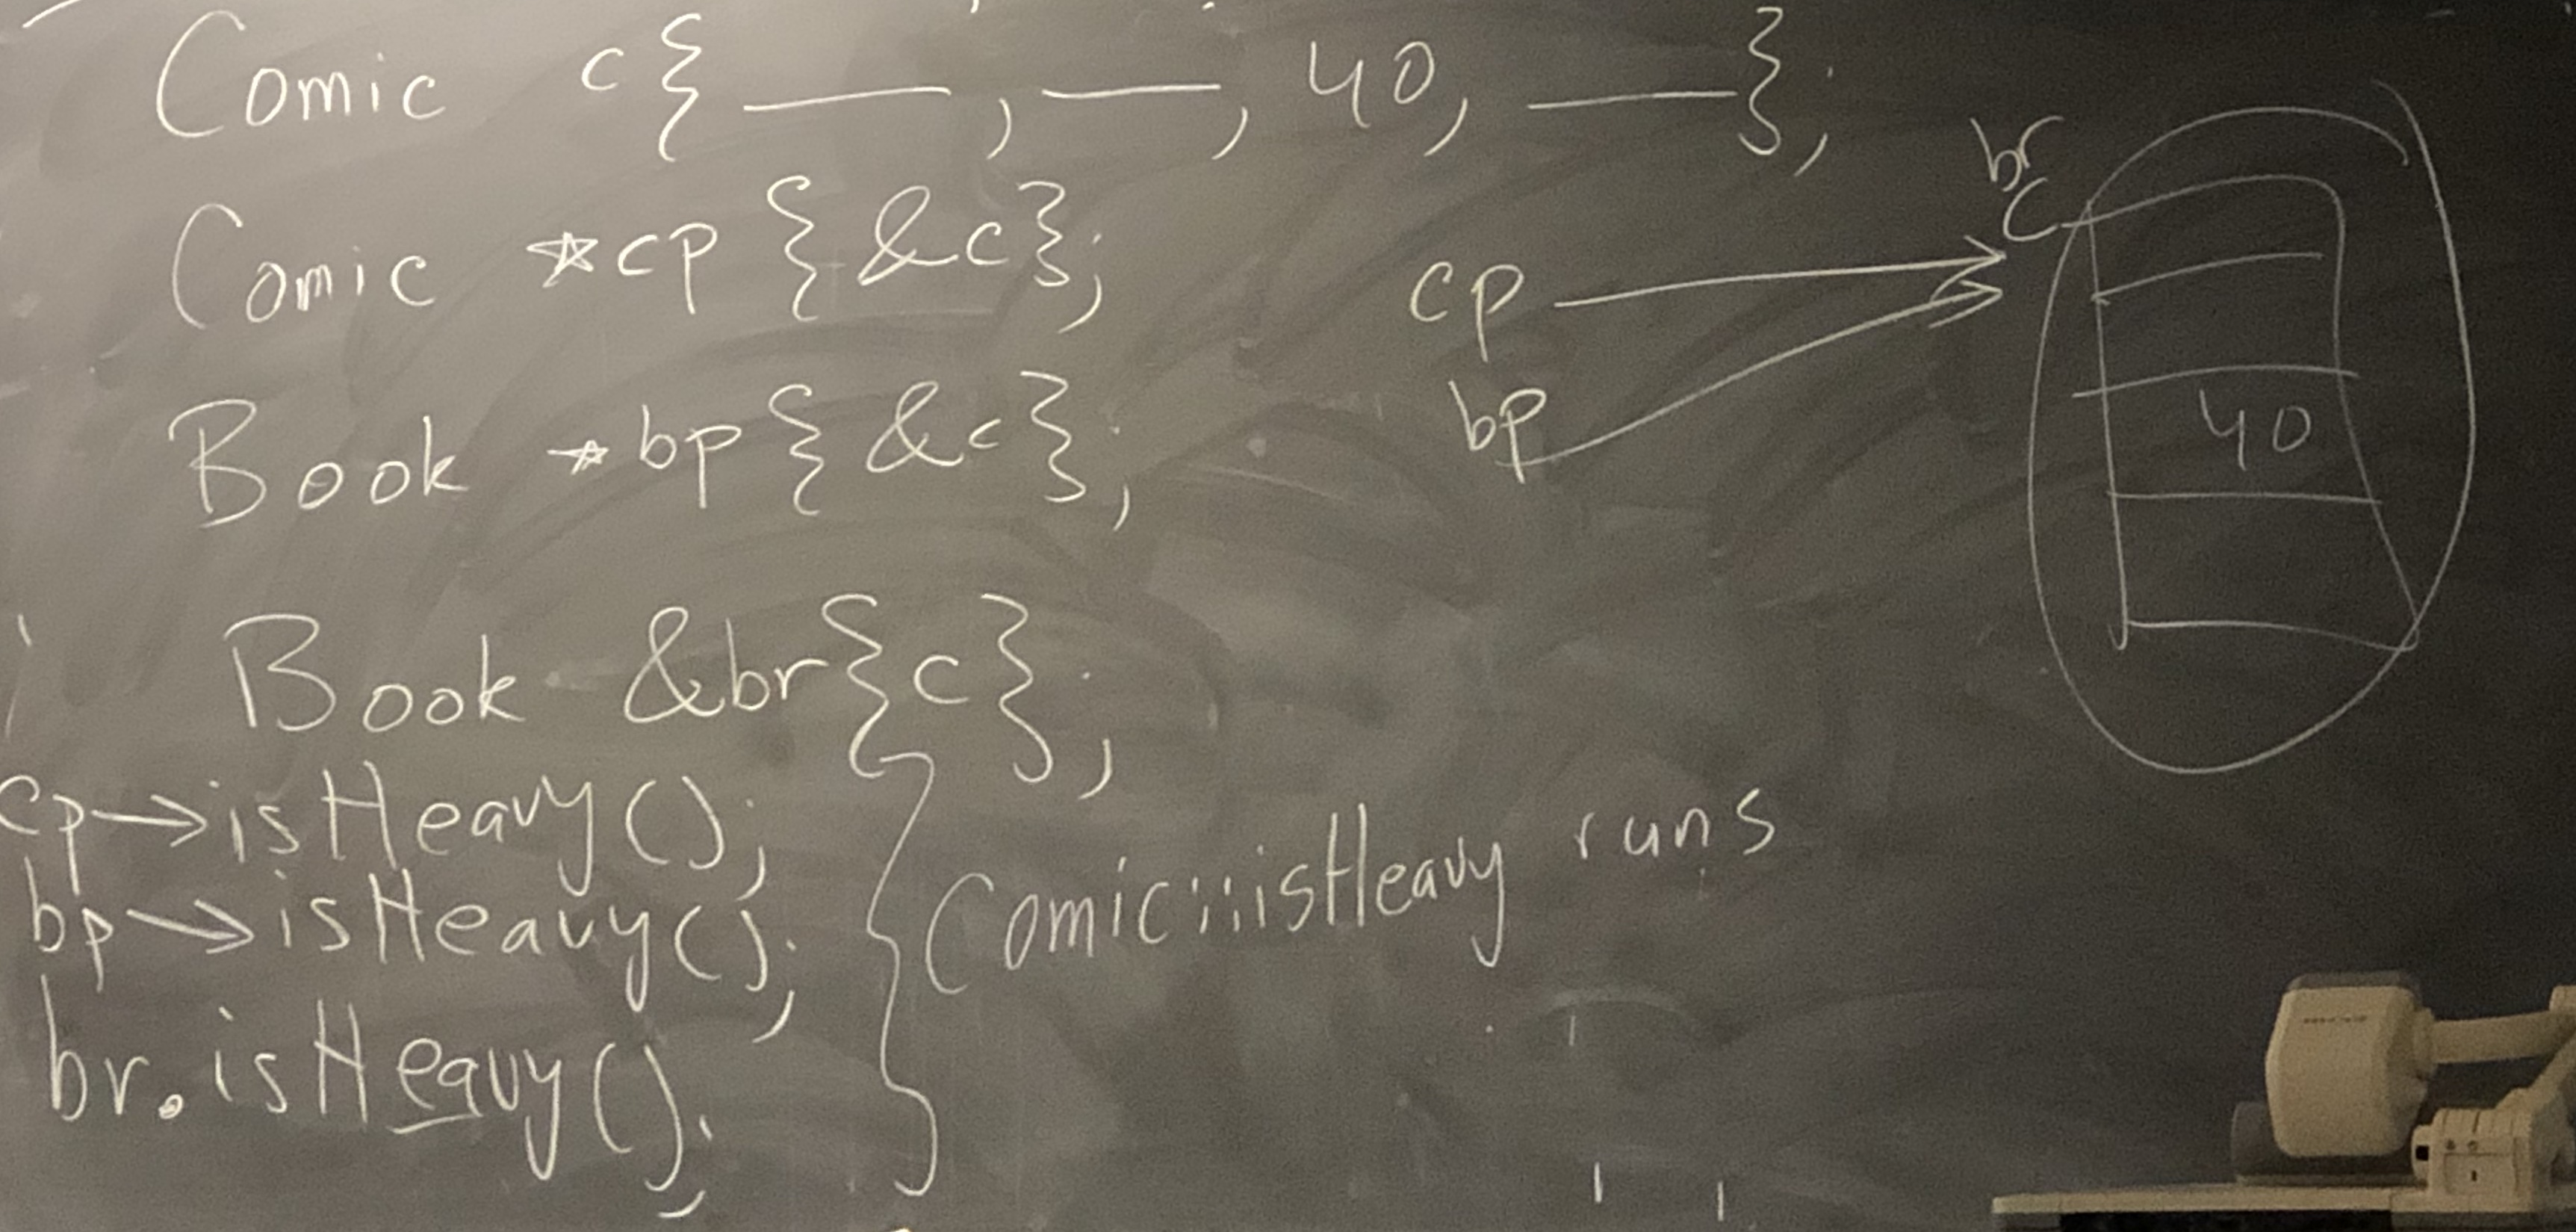 Comic c{ ___, ___, 40, ___};
Comic *cp {&c};
Book *bp{&c};
Book &br{c};
cp→isHeavy();
bp→isHeavy();
br.isHeavy();
Comic::isHeavy runs
cp
bp
br
c
40